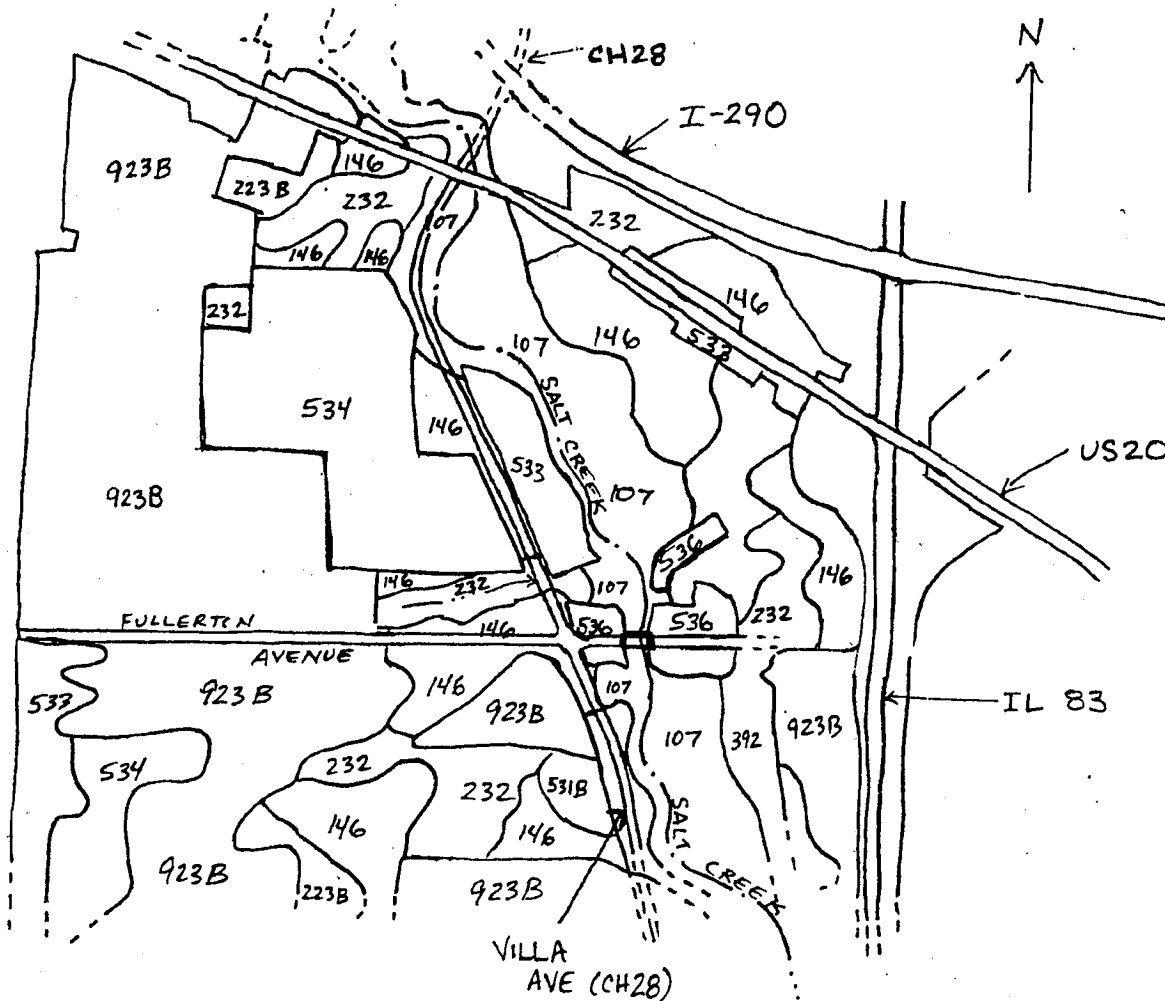 CH28
N
I-290
923B
146
223B
232
107
232
146
146
232
146
107
146
533
534
146
SALT CREEK
533
US20
107
923B
536
146
146
232
107
232
FULLERTON
146
536
536
AVENUE
533
923B
146
107
IL 83
923B
107
392
923B
534
232
232
531B
146
146
SALT
923B
223B
923B
CREEK
VILLA
AVE (CH28)